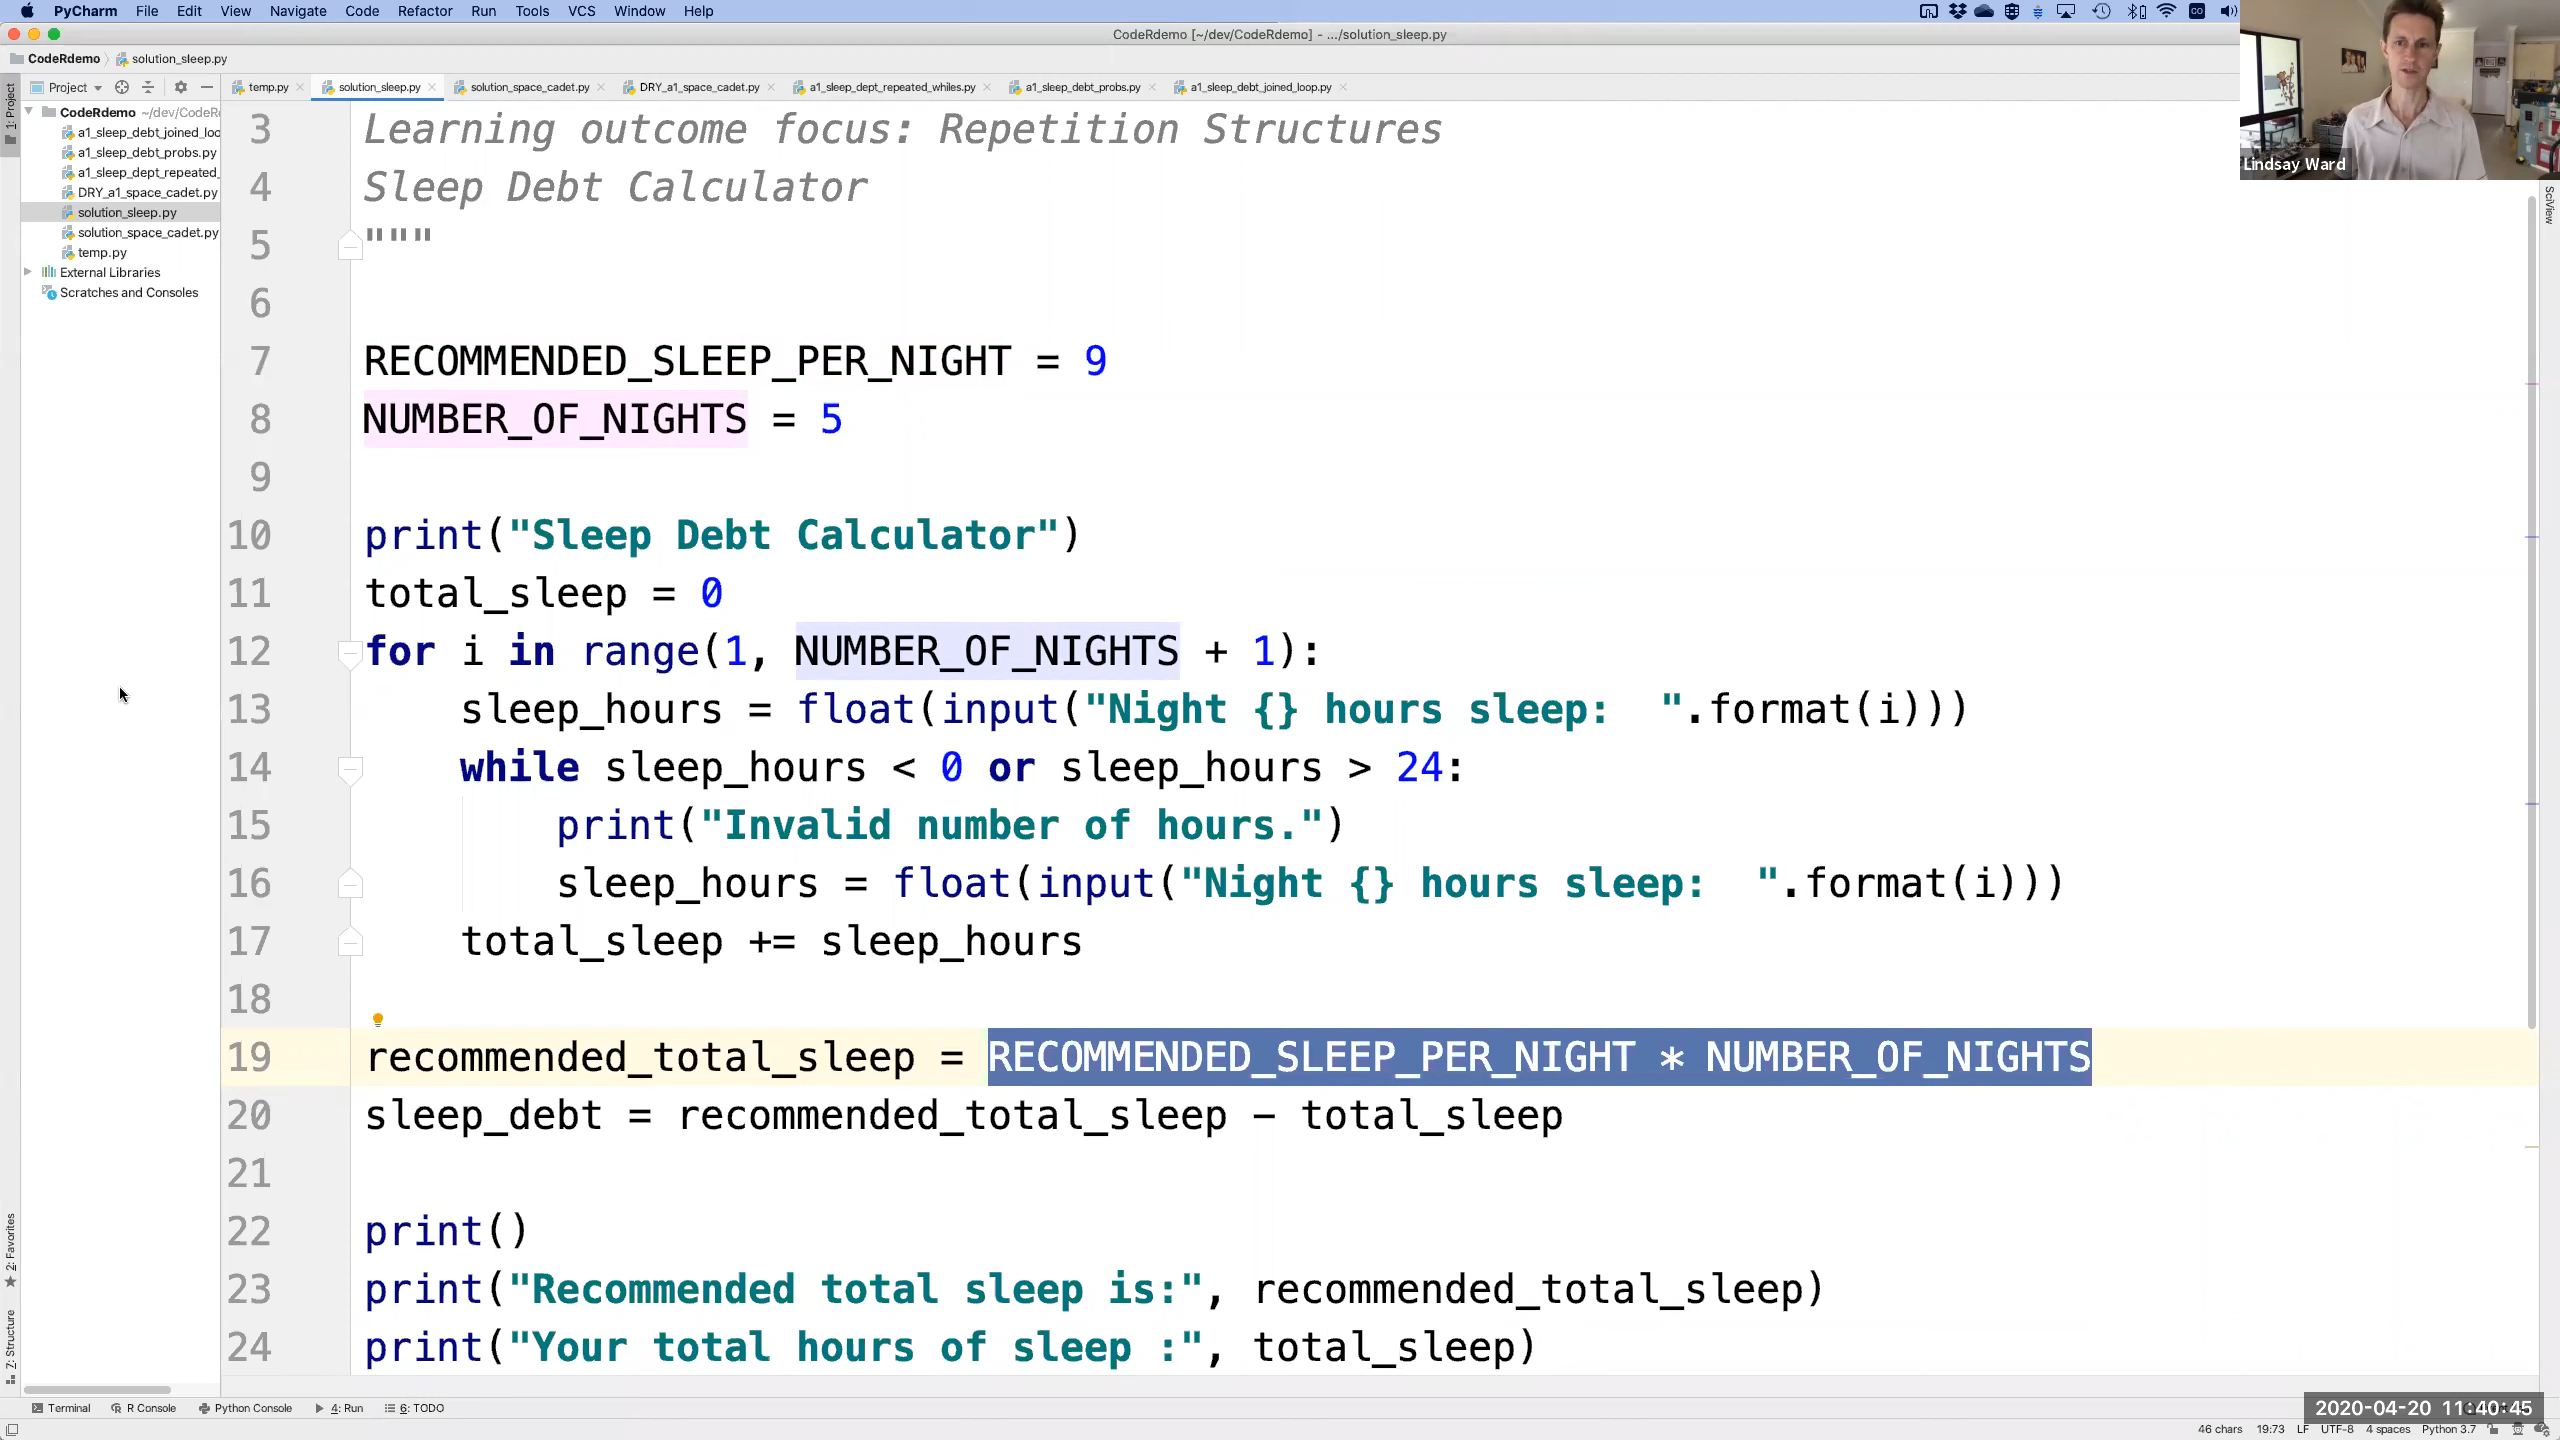 PyCharm File Edit View Navigate Code Refactor Run Tools VCS Window Help
CodeRdemo [~/dev/CodeRdemo] - .../solution_sleep.py
CodeRdemo solution_sleep.py
Project
temp.py solution_sleep.py solution_space_cadet.py DRY_a1_space_cadet.py a1_sleep_dept_repeated_whiles.py a1_sleep_debt_probs.py a1_sleep_debt_joined_loop.py
Lindsay Ward
1: Project
SciView
CodeRdemo ~/dev/CodeR
a1_sleep_debt_joined_loo
a1_sleep_debt_probs.py
a1_sleep_dept_repeated_
DRY_a1_space_cadet.py
solution_sleep.py
solution_space_cadet.py
temp.py
External Libraries
Scratches and Consoles
3 Learning outcome focus: Repetition Structures
4 Sleep Debt Calculator
5 """
6
7 RECOMMENDED_SLEEP_PER_NIGHT = 9
8 NUMBER_OF_NIGHTS = 5
9
10 print("Sleep Debt Calculator")
11 total_sleep = 0
12 for i in range(1, NUMBER_OF_NIGHTS + 1):
13     sleep_hours = float(input("Night {} hours sleep:  ".format(i)))
14     while sleep_hours < 0 or sleep_hours > 24:
15         print("Invalid number of hours.")
16         sleep_hours = float(input("Night {} hours sleep:  ".format(i)))
17     total_sleep += sleep_hours
18
19 recommended_total_sleep = RECOMMENDED_SLEEP_PER_NIGHT * NUMBER_OF_NIGHTS
20 sleep_debt = recommended_total_sleep - total_sleep
21
22 print()
23 print("Recommended total sleep is:", recommended_total_sleep)
24 print("Your total hours of sleep :", total_sleep)
2: Favorites
Z: Structure
Terminal R Console Python Console 4: Run 6: TODO
2020-04-20 11:40:45
46 chars 19:73 LF UTF-8 4 spaces Python 3.7